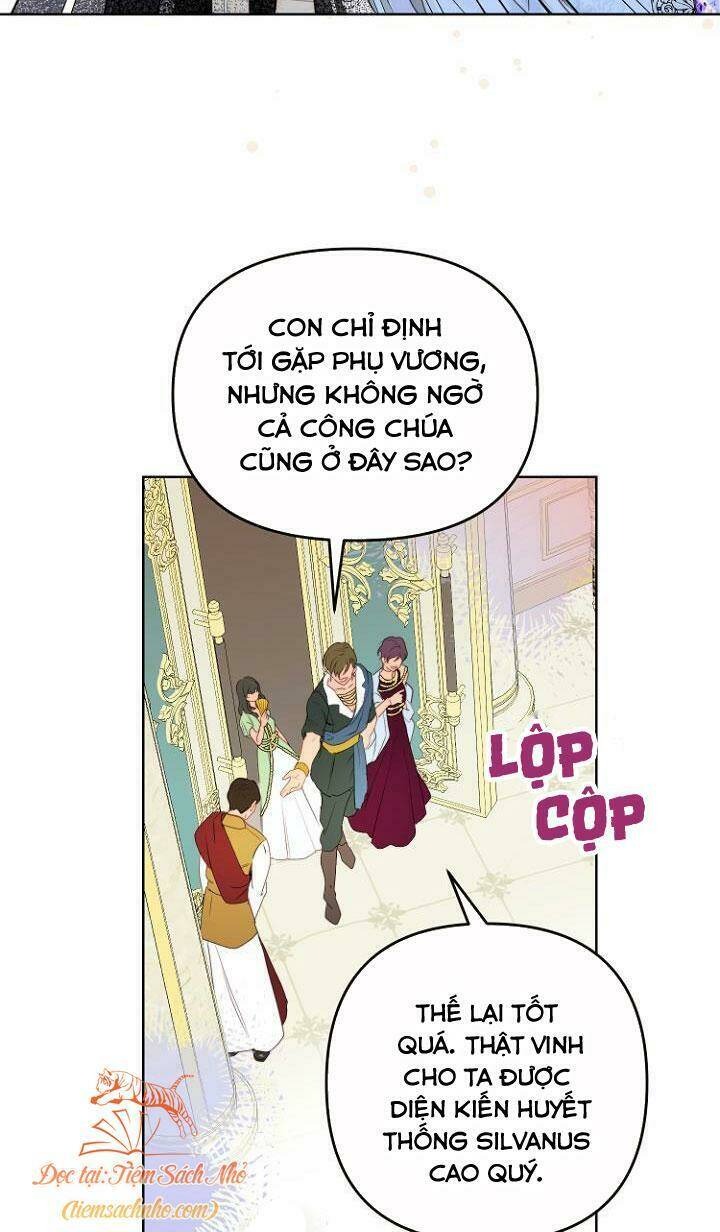 CON CHỈ ĐỊNH
TỚI GẶP PHỤ VƯƠNG,
NHƯNG KHÔNG NGỜ
CẢ CÔNG CHÚA
CŨNG Ở ĐÂY SAO?
LỘP
CỘP
THẾ LẠI TỐT
QUÁ. THẬT VINH
CHO TA ĐƯỢC
DIỆN KIẾN HUYẾT
THỐNG SILVANUS
CAO QUÝ.
Đọc tại: Tiệm Sách Nhỏ
(tiemsachnho.com)